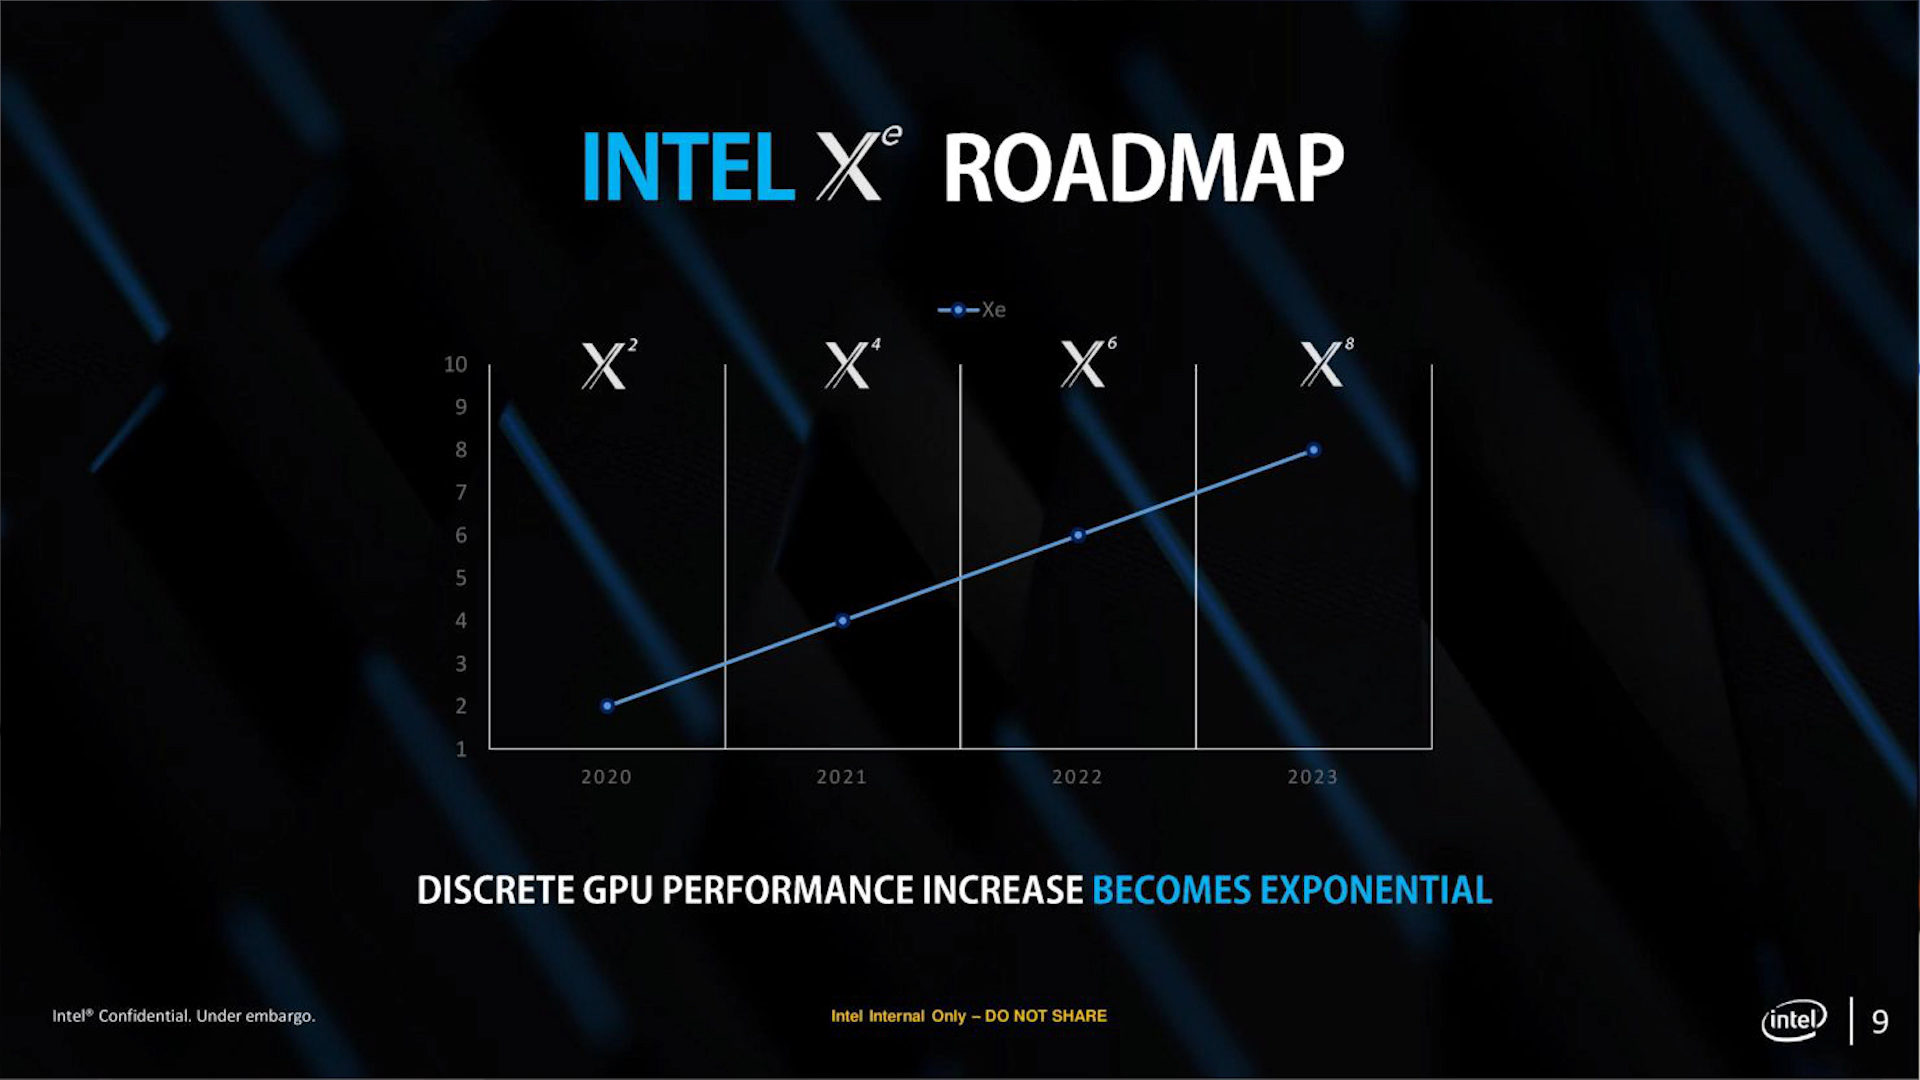 INTEL Xe ROADMAP
Xe
X2 X4 X6 X8
10
9
8
7
6
5
4
3
2
1
2020 2021 2022 2023
DISCRETE GPU PERFORMANCE INCREASE BECOMES EXPONENTIAL
Intel® Confidential. Under embargo.
Intel Internal Only – DO NOT SHARE
intel 9